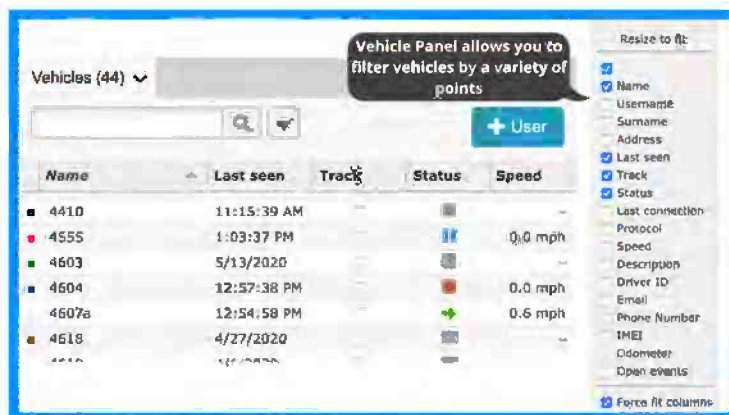 Vehicle Panel allows you to
filter vehicles by a variety of
points
Vehicles (44)
+ User
Name Last seen Track Status Speed
4410 11:15:39 AM
4555 1:03:37 PM 0.0 mph
4603 5/13/2020
4604 12:57:38 PM 0.0 mph
4607a 12:54:58 PM 0.6 mph
4618 4/27/2020
Resize to fit
Name
Username
Surname
Address
Last seen
Track
Status
Last connection
Protocol
Speed
Description
Driver ID
Email
Phone Number
IMEI
Odometer
Open events
Force fit columns